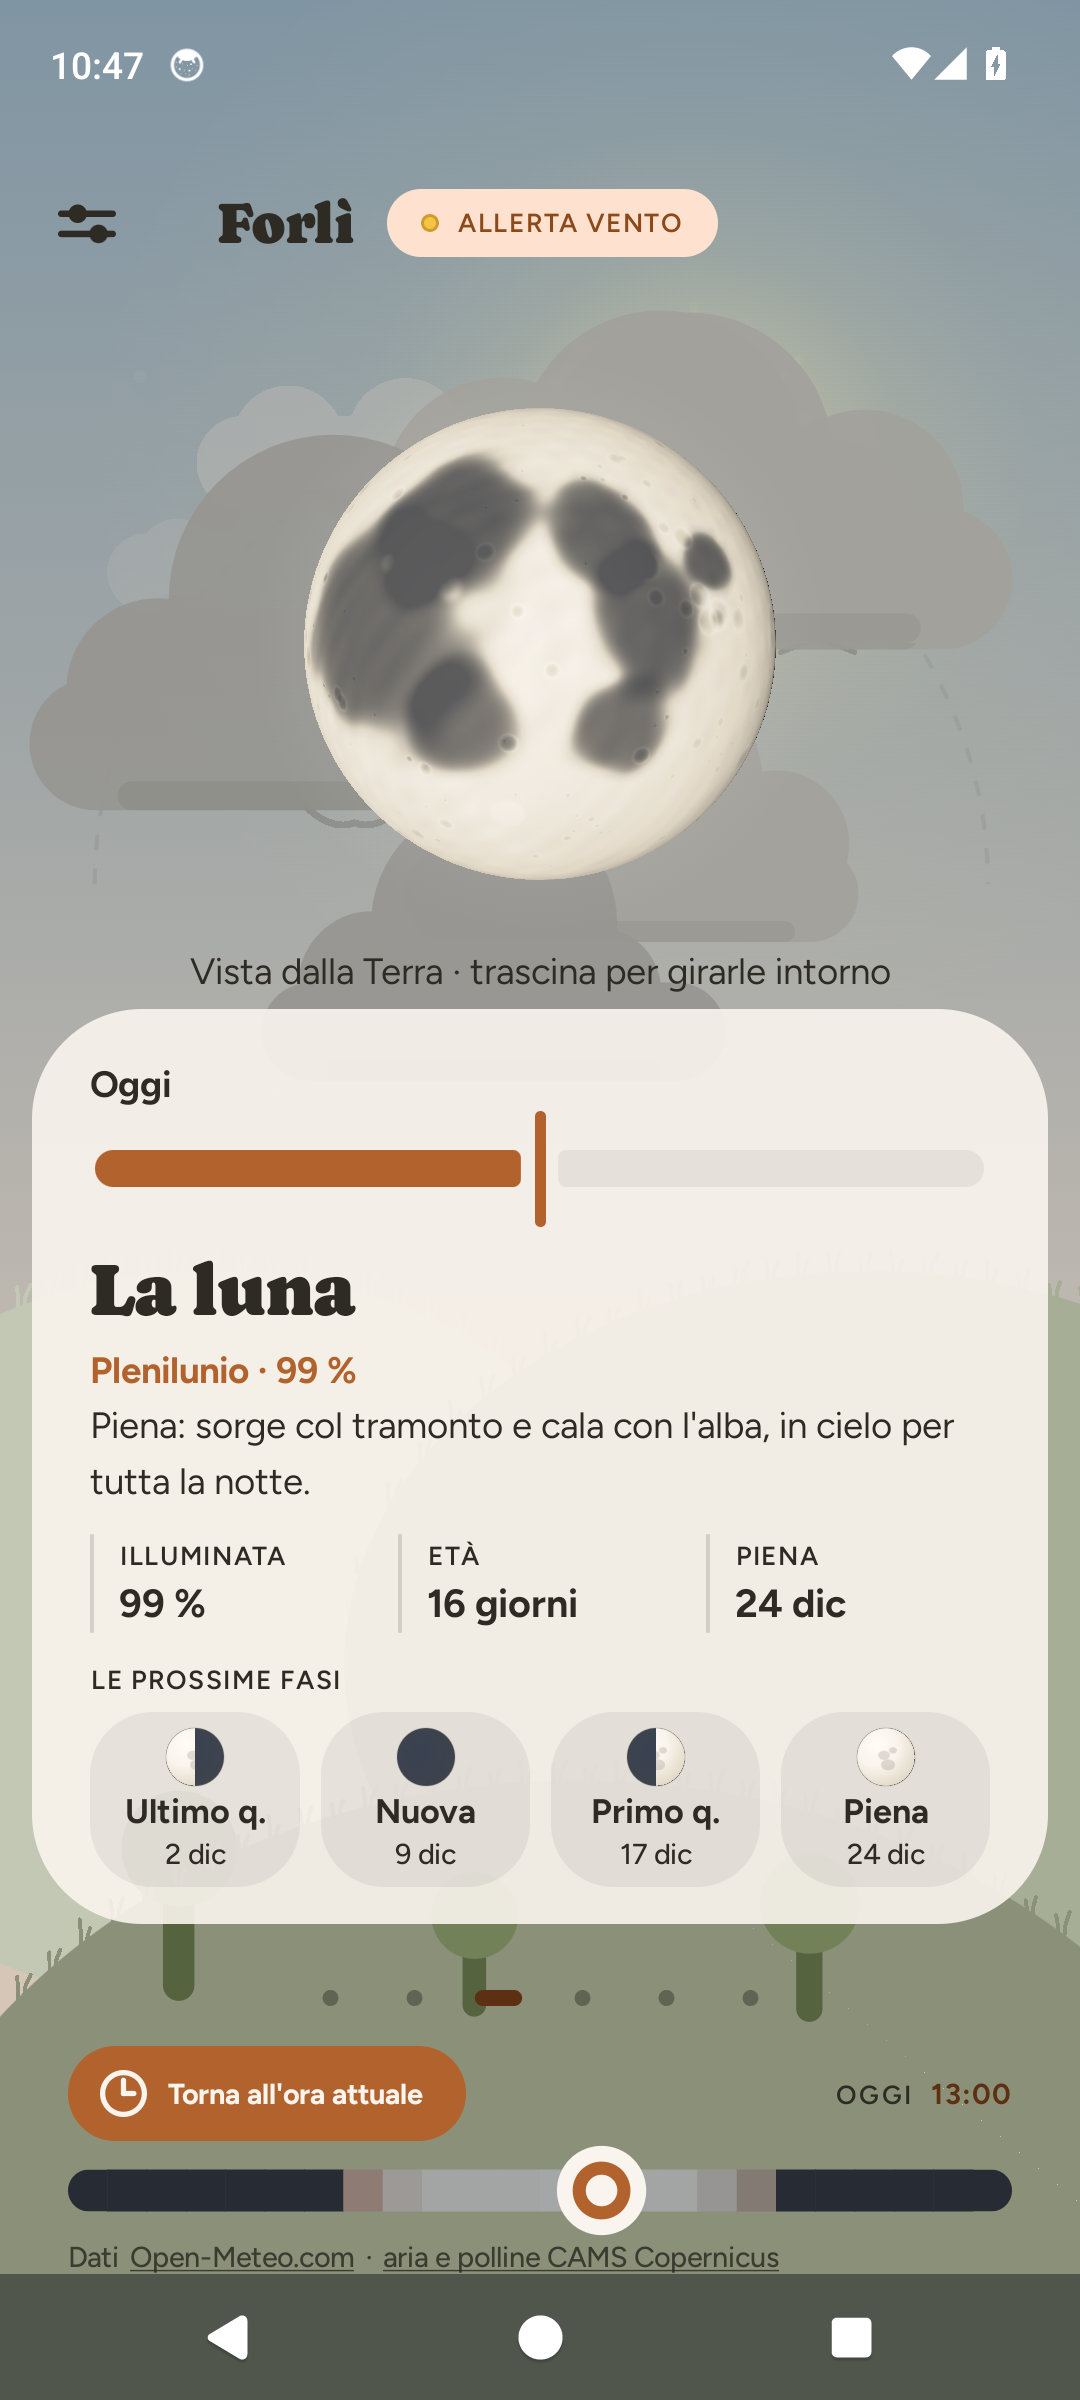 10:47
Forlì
ALLERTA VENTO
Vista dalla Terra · trascina per girarle intorno
Oggi
La luna
Plenilunio · 99 %
Piena: sorge col tramonto e cala con l'alba, in cielo per
tutta la notte.
ILLUMINATA
99 %
ETÀ
16 giorni
PIENA
24 dic
LE PROSSIME FASI
Ultimo q.
2 dic
Nuova
9 dic
Primo q.
17 dic
Piena
24 dic
Torna all'ora attuale
OGGI 13:00
Dati Open-Meteo.com · aria e polline CAMS Copernicus